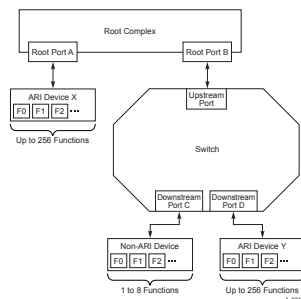 Root Complex
Root Port A
Root Port B
ARI Device X
F0 F1 F2 •••
Up to 256 Functions
Upstream
Port
Switch
Downstream
Port C
Downstream
Port D
Non-ARI Device
F0 F1 F2 •••
1 to 8 Functions
ARI Device Y
F0 F1 F2 •••
Up to 256 Functions